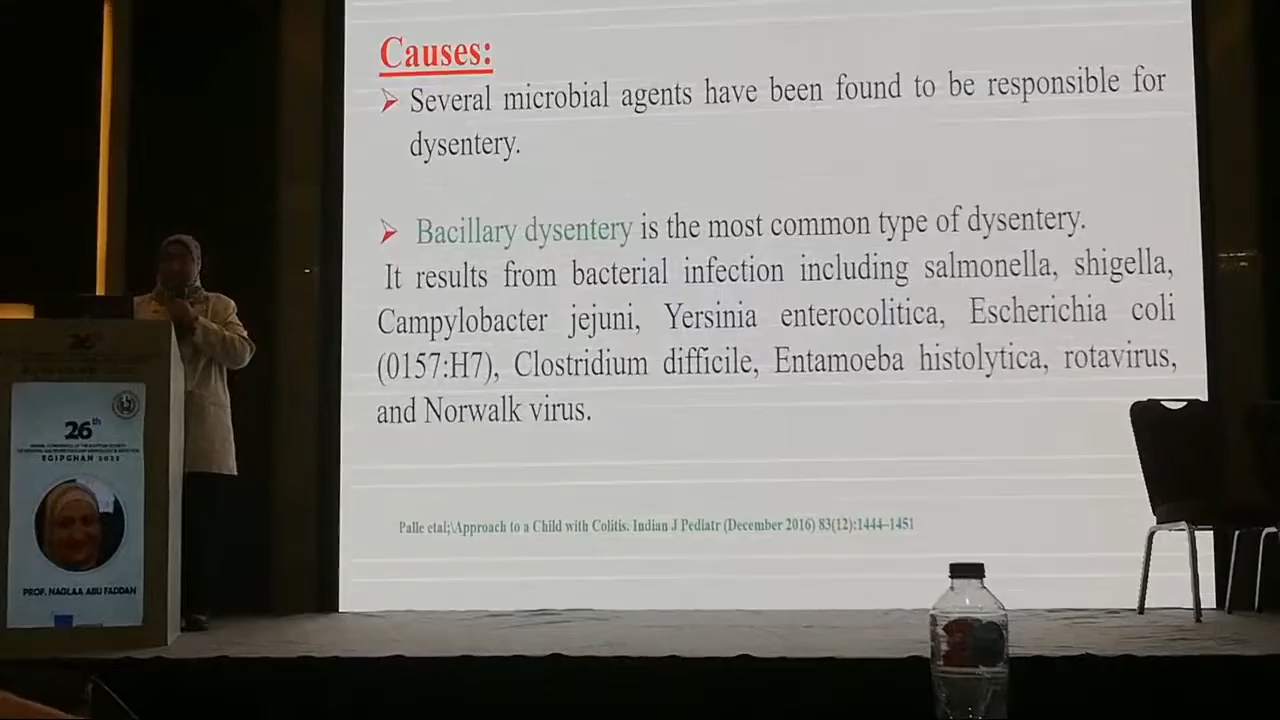 Causes:
➢ Several microbial agents have been found to be responsible for
dysentery.
➢ Bacillary dysentery is the most common type of dysentery.
It results from bacterial infection including salmonella, shigella,
Campylobacter jejuni, Yersinia enterocolitica, Escherichia coli
(0157:H7), Clostridium difficile, Entamoeba histolytica, rotavirus,
and Norwalk virus.
Palle etal;\Approach to a Child with Colitis. Indian J Pediatr (December 2016) 83(12):1444–1451
26
26th
EGIPGHAN 2022
PROF. NAGLAA ABU FADDAN